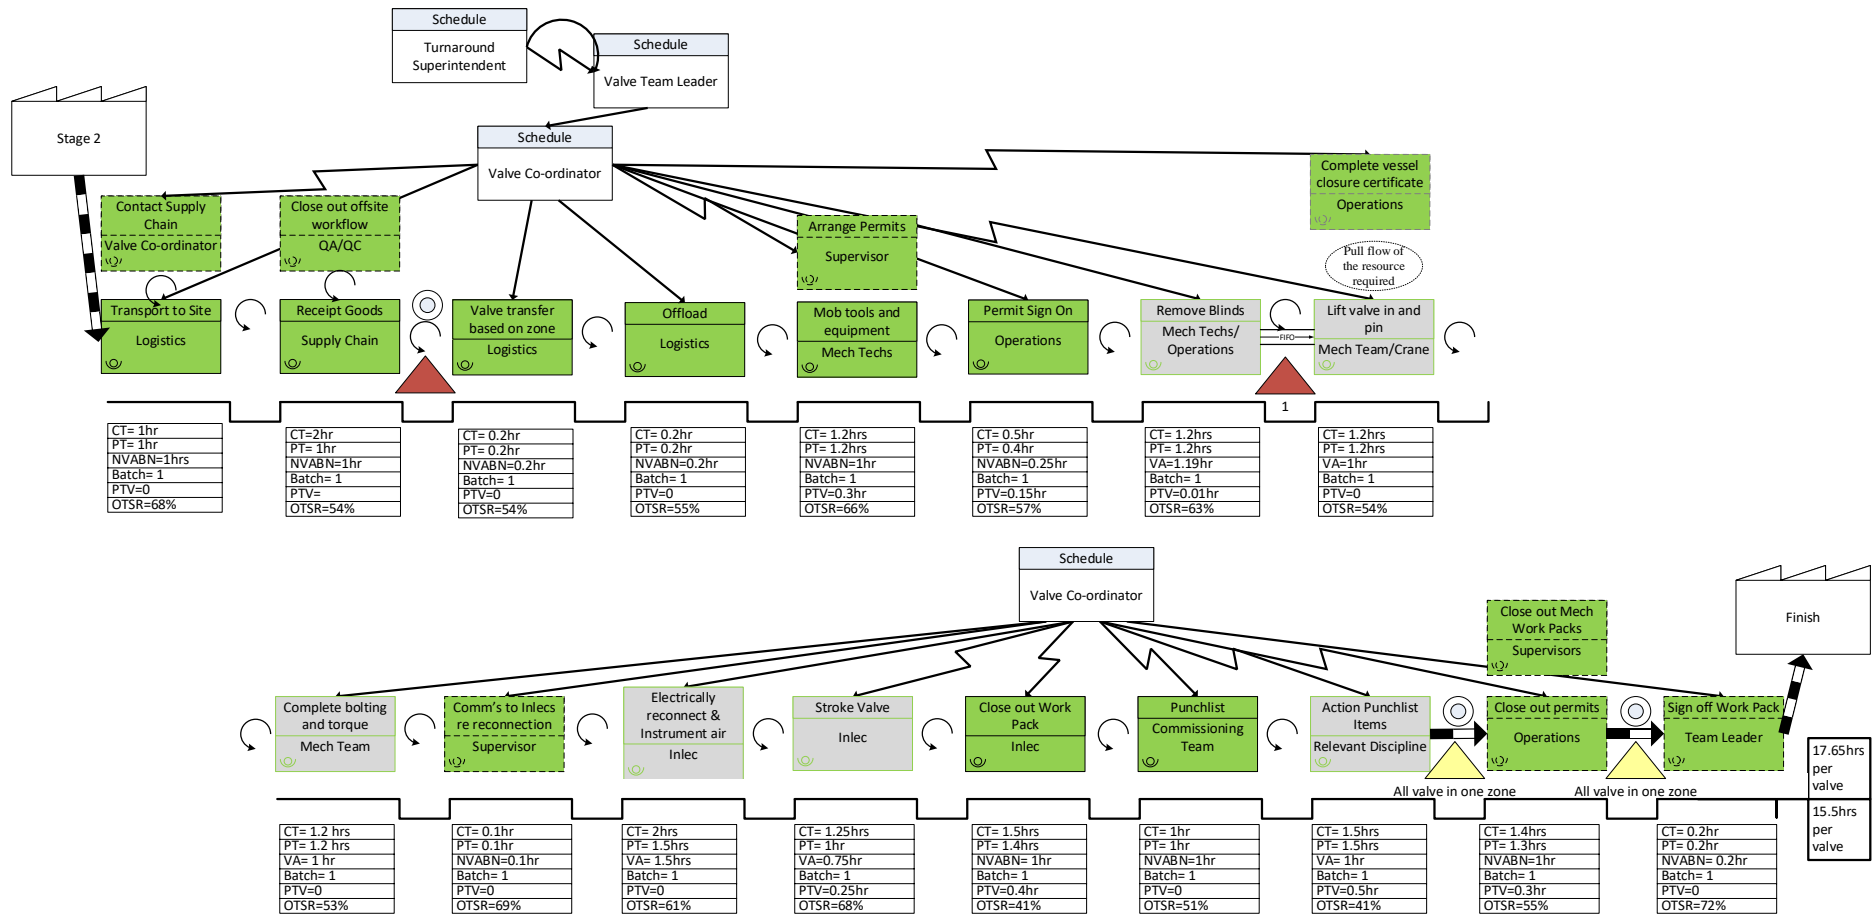 Schedule
Turnaround
Superintendent
Schedule
Valve Team Leader
Stage 2
Schedule
Valve Co-ordinator
Contact Supply
Chain
Valve Co-ordinator
Close out offsite
workflow
QA/QC
Arrange Permits
Supervisor
Complete vessel
closure certificate
Operations
Pull flow of
the resource
required
Transport to Site
Logistics
Receipt Goods
Supply Chain
Valve transfer
based on zone
Logistics
Offload
Logistics
Mob tools and
equipment
Mech Techs
Permit Sign On
Operations
Remove Blinds
Mech Techs/
Operations
FIFO
Lift valve in and
pin
Mech Team/Crane
1
CT= 1hr
PT= 1hr
NVABN=1hrs
Batch= 1
PTV=0
OTSR=68%
CT=2hr
PT= 1hr
NVABN=1hr
Batch= 1
PTV=
OTSR=54%
CT= 0.2hr
PT= 0.2hr
NVABN=0.2hr
Batch= 1
PTV=0
OTSR=54%
CT= 0.2hr
PT= 0.2hr
NVABN=0.2hr
Batch= 1
PTV=0
OTSR=55%
CT= 1.2hrs
PT= 1.2hrs
NVABN=1hr
Batch= 1
PTV=0.3hr
OTSR=66%
CT= 0.5hr
PT= 0.4hr
NVABN=0.25hr
Batch= 1
PTV=0.15hr
OTSR=57%
CT= 1.2hrs
PT= 1.2hrs
VA=1.19hr
Batch= 1
PTV=0.01hr
OTSR=63%
CT= 1.2hrs
PT= 1.2hrs
VA=1hr
Batch= 1
PTV=0
OTSR=54%
Schedule
Valve Co-ordinator
Close out Mech
Work Packs
Supervisors
Finish
Complete bolting
and torque
Mech Team
Comm's to Inlecs
re reconnection
Supervisor
Electrically
reconnect &
Instrument air
Inlec
Stroke Valve
Inlec
Close out Work
Pack
Inlec
Punchlist
Commissioning
Team
Action Punchlist
Items
Relevant Discipline
Close out permits
Operations
Sign off Work Pack
Team Leader
All valve in one zone
All valve in one zone
17.65hrs
per
valve
15.5hrs
per
valve
CT= 1.2 hrs
PT= 1.2 hrs
VA= 1 hr
Batch= 1
PTV=0
OTSR=53%
CT= 0.1hr
PT= 0.1hr
NVABN=0.1hr
Batch= 1
PTV=0
OTSR=69%
CT= 2hrs
PT= 1.5hrs
VA= 1.5hrs
Batch= 1
PTV=0
OTSR=61%
CT= 1.25hrs
PT= 1hr
VA=0.75hr
Batch= 1
PTV=0.25hr
OTSR=68%
CT= 1.5hrs
PT= 1.4hrs
NVABN= 1hr
Batch= 1
PTV=0.4hr
OTSR=41%
CT= 1hr
PT= 1hr
NVABN=1hr
Batch= 1
PTV=0
OTSR=51%
CT= 1.5hrs
PT= 1.5hrs
VA= 1hr
Batch= 1
PTV=0.5hr
OTSR=41%
CT= 1.4hrs
PT= 1.3hrs
NVABN=1hr
Batch= 1
PTV=0.3hr
OTSR=55%
CT= 0.2hr
PT= 0.2hr
NVABN= 0.2hr
Batch= 1
PTV=0
OTSR=72%